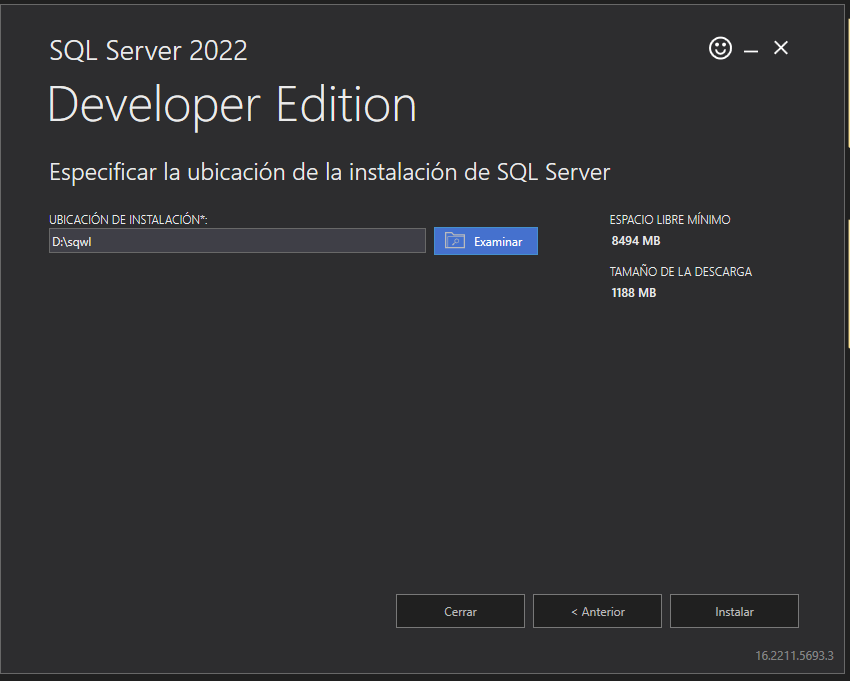 SQL Server 2022
Developer Edition
Especificar la ubicación de la instalación de SQL Server
UBICACIÓN DE INSTALACIÓN*:
D:\sqwl
Examinar
ESPACIO LIBRE MÍNIMO
8494 MB
TAMAÑO DE LA DESCARGA
1188 MB
Cerrar
< Anterior
Instalar
16.2211.5693.3